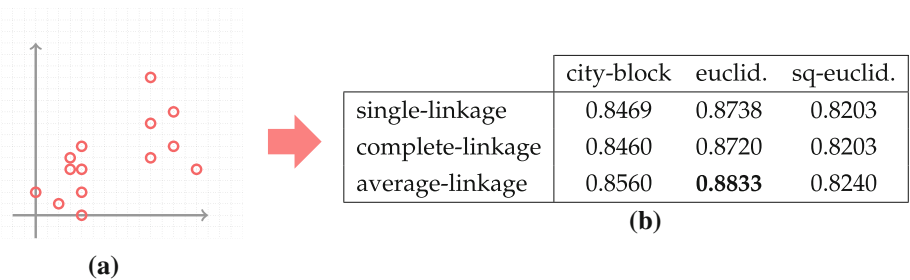 city-block euclid. sq-euclid.
single-linkage 0.8469 0.8738 0.8203
complete-linkage 0.8460 0.8720 0.8203
average-linkage 0.8560 0.8833 0.8240
(b)
(a)